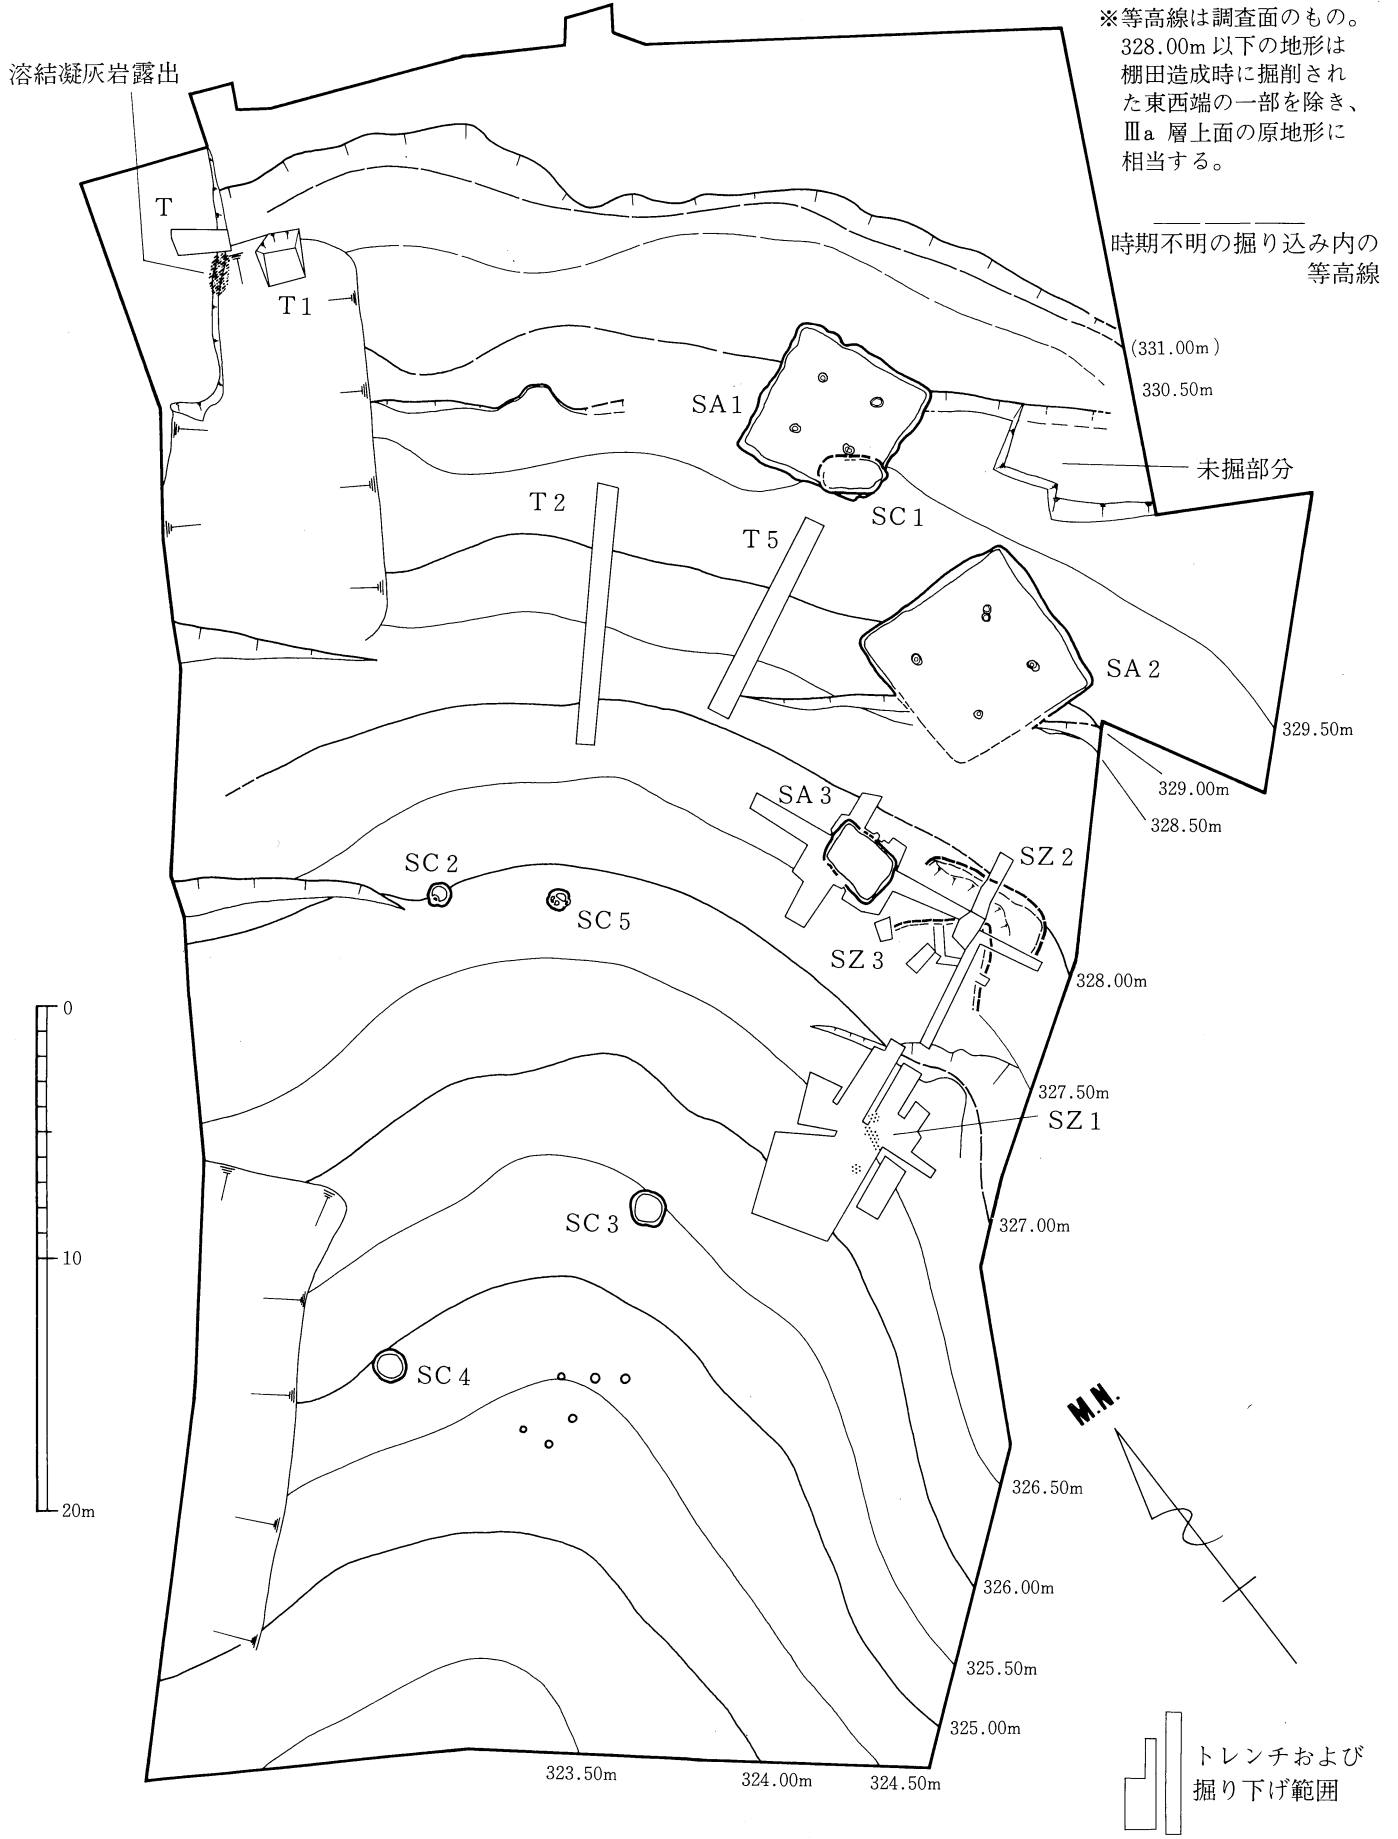 ※等高線は調査面のもの。
328.00m以下の地形は
棚田造成時に掘削され
た東西端の一部を除き、
Ⅲa 層上面の原地形に
相当する。
時期不明の掘り込み内の
等高線
溶結凝灰岩露出
T
T1
(331.00m)
330.50m
SA1
未掘部分
SC1
T2
T5
SA2
329.50m
329.00m
328.50m
SA3
SZ2
SC2
SC5
SZ3
328.00m
0
327.50m
SZ1
SC3
327.00m
10
SC4
M.N.
326.50m
20m
326.00m
325.50m
325.00m
323.50m
324.00m
324.50m
トレンチおよび
掘り下げ範囲